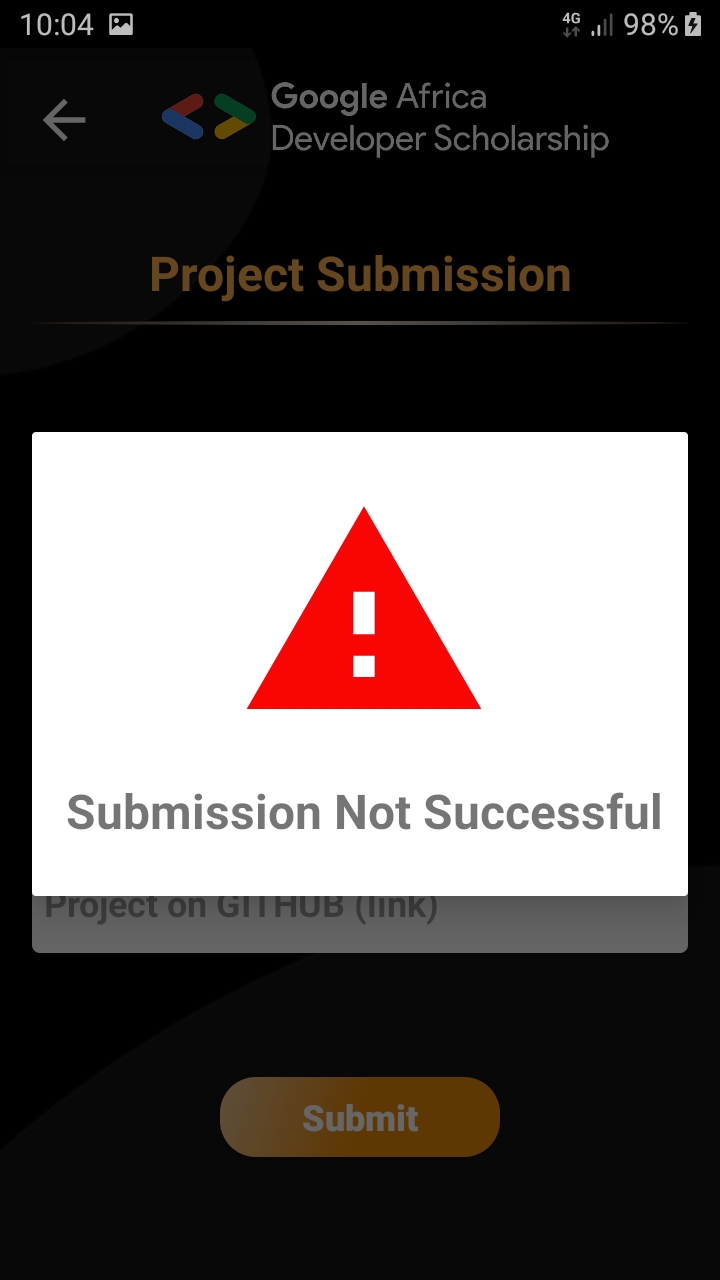 10:04
4G
98%
Google Africa
Developer Scholarship
Project Submission
Submission Not Successful
Project on GITHUB (link)
Submit